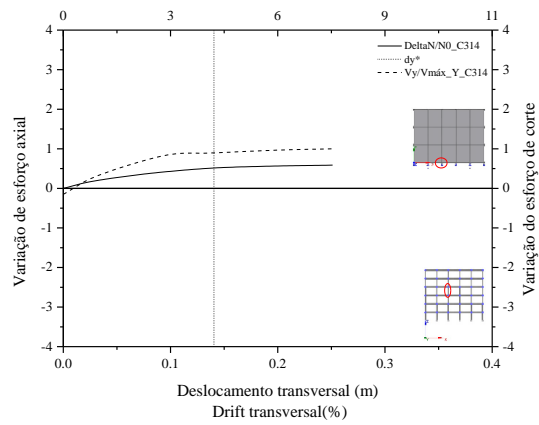 0 3 6 8 11
DeltaN/N0_C314
dy*
Vy/Vmáx_Y_C314
4 4
3 3
2 2
1 1
0 0
-1 -1
-2 -2
-3 -3
-4 -4
Variação de esforço axial
Variação do esforço de corte
0.0 0.1 0.2 0.3 0.4
Deslocamento transversal (m)
Drift transversal(%)